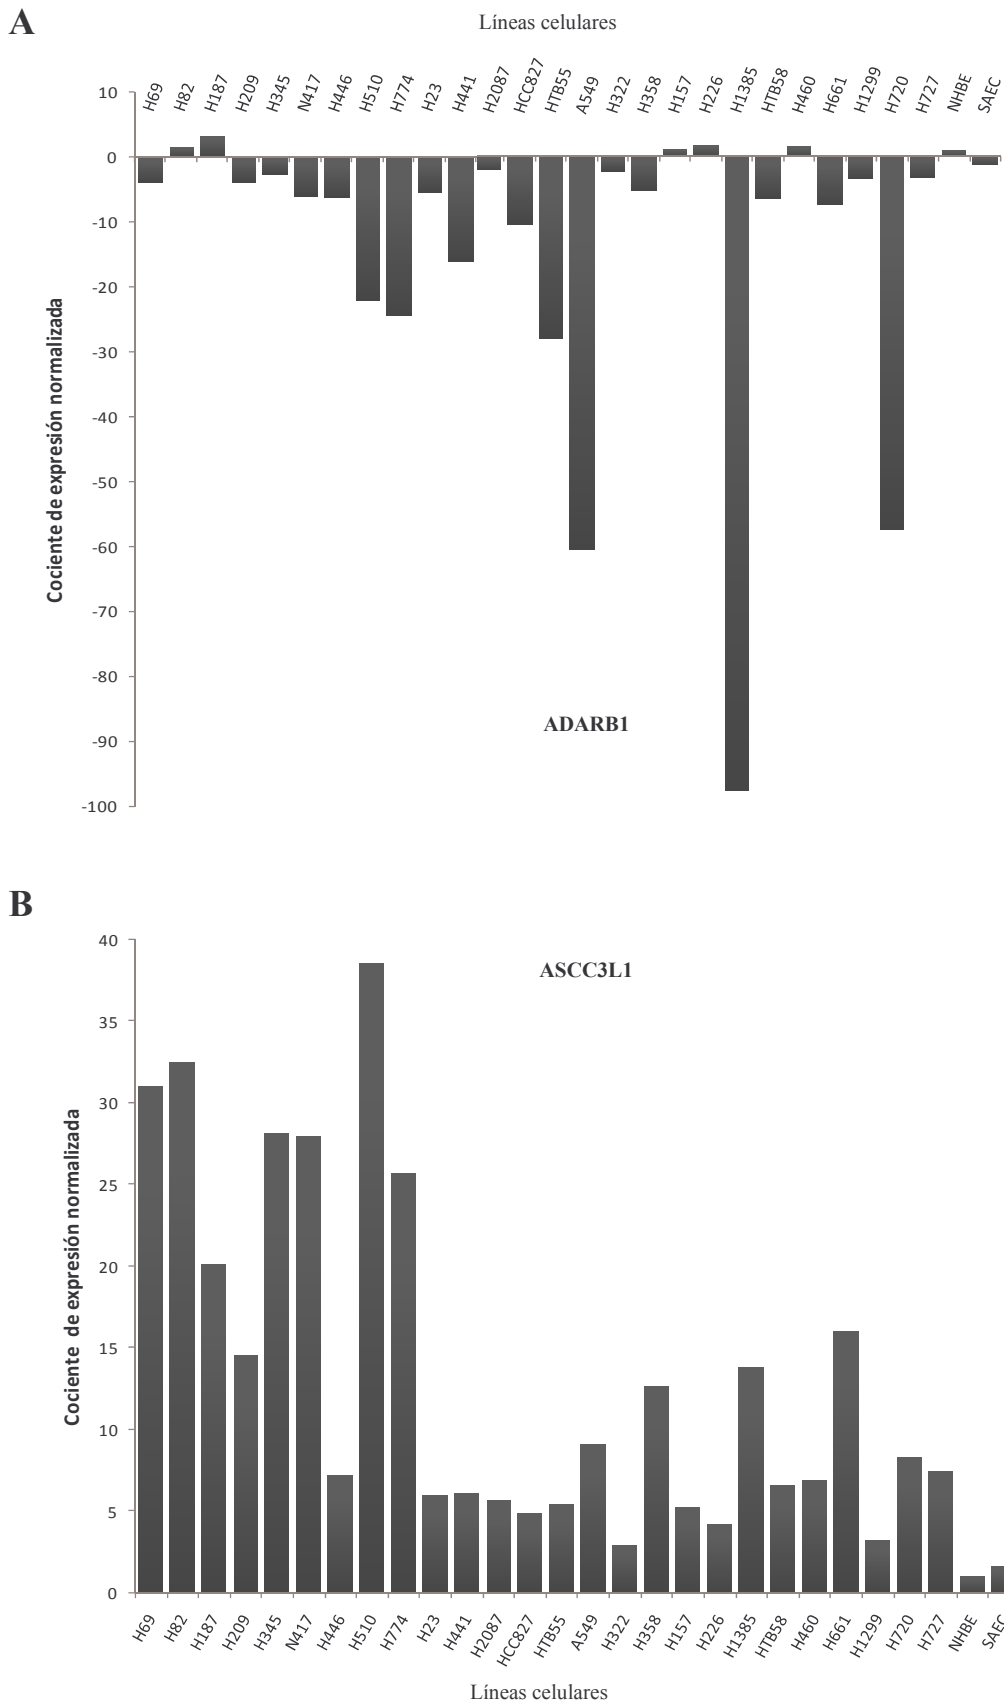 A
Líneas celulares
H69 H82 H187 H209 H345 N417 H446 H510 H774 H23 H441 H2087 HCC827 HTB55 A549 H322 H358 H157 H226 H1385 HTB58 H460 H661 H1299 H720 H727 NHBE SAEC
10
0
-10
-20
-30
-40
-50
-60
-70
-80
-90
-100
Cociente de expresión normalizada
ADARB1
B
ASCC3L1
40
35
30
25
20
15
10
5
0
Cociente de expresión normalizada
H69 H82 H187 H209 H345 N417 H446 H510 H774 H23 H441 H2087 HCC827 HTB55 A549 H322 H358 H157 H226 H1385 HTB58 H460 H661 H1299 H720 H727 NHBE SAEC
Líneas celulares